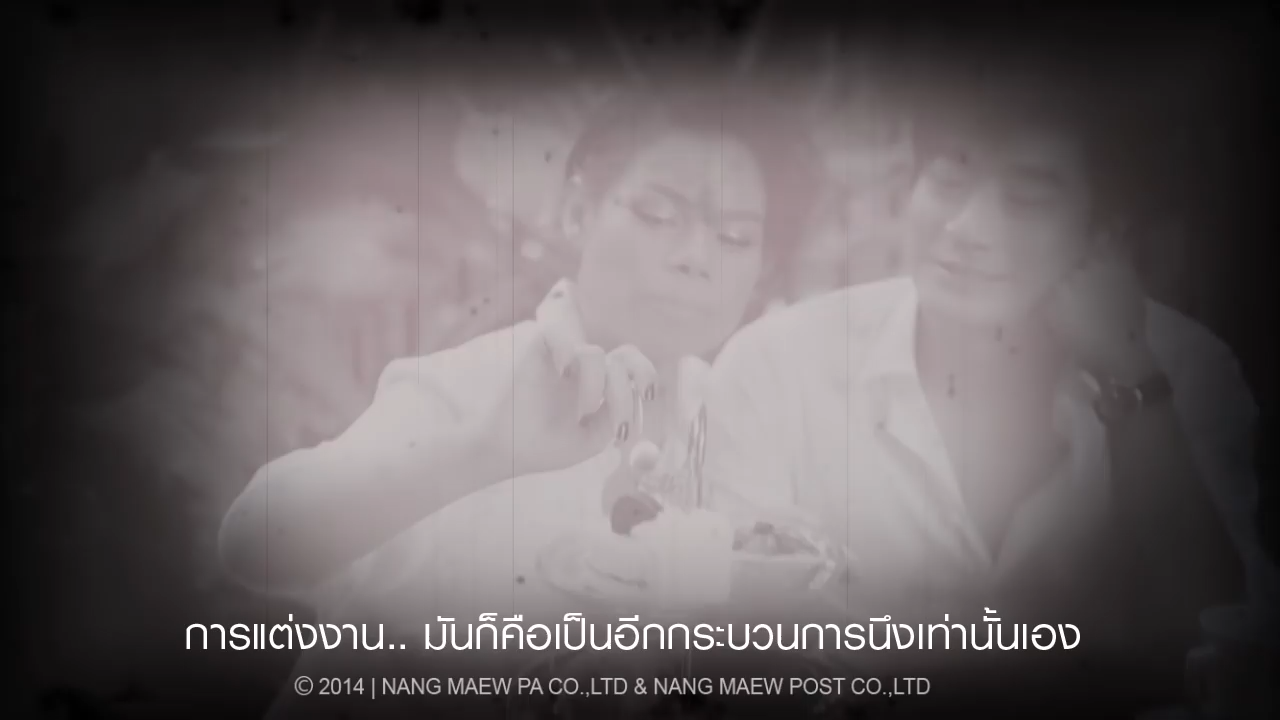 การแต่งงาน.. มันก็คือเป็นอีกกระบวนการนึงเท่านั้นเอง
© 2014 | NANG MAEW PA CO.,LTD & NANG MAEW POST CO.,LTD